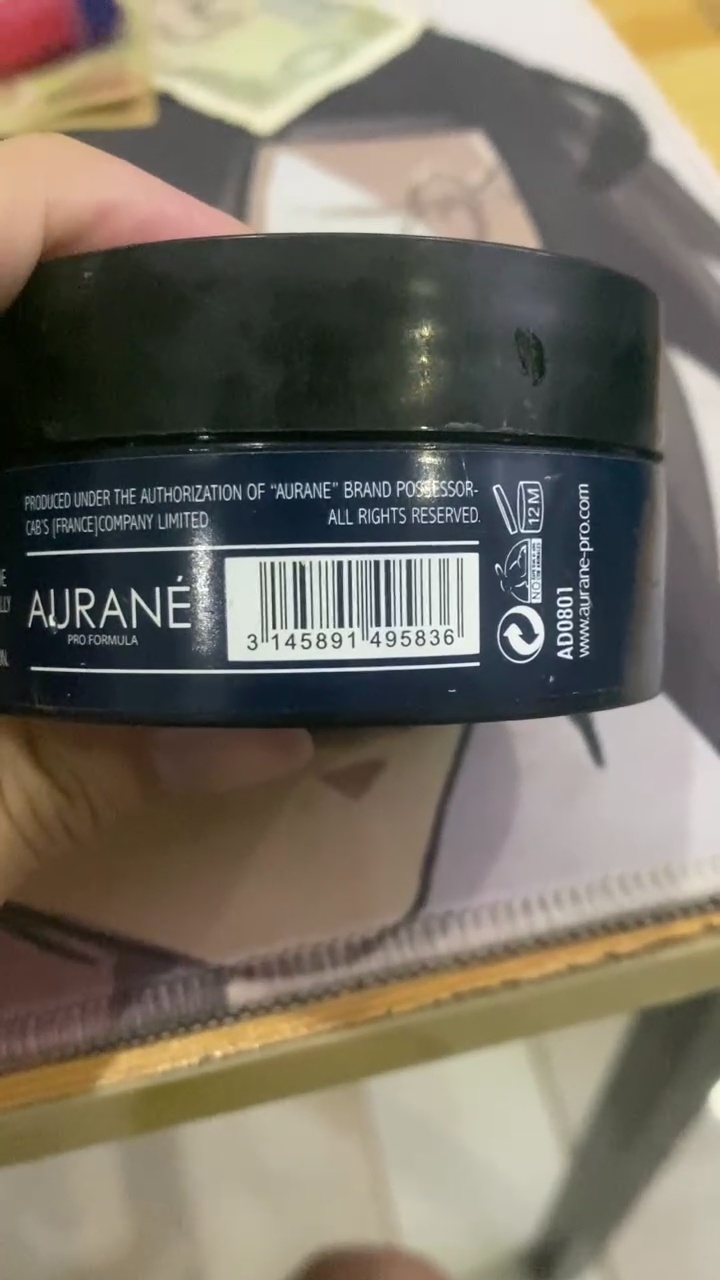 PRODUCED UNDER THE AUTHORIZATION OF "AURANE" BRAND POSSESSOR-
CAB'S [FRANCE]COMPANY LIMITED ALL RIGHTS RESERVED.
AURANÉ
PRO FORMULA
3 145891 495836
12M
NO
AD0801
www.aurane-pro.com